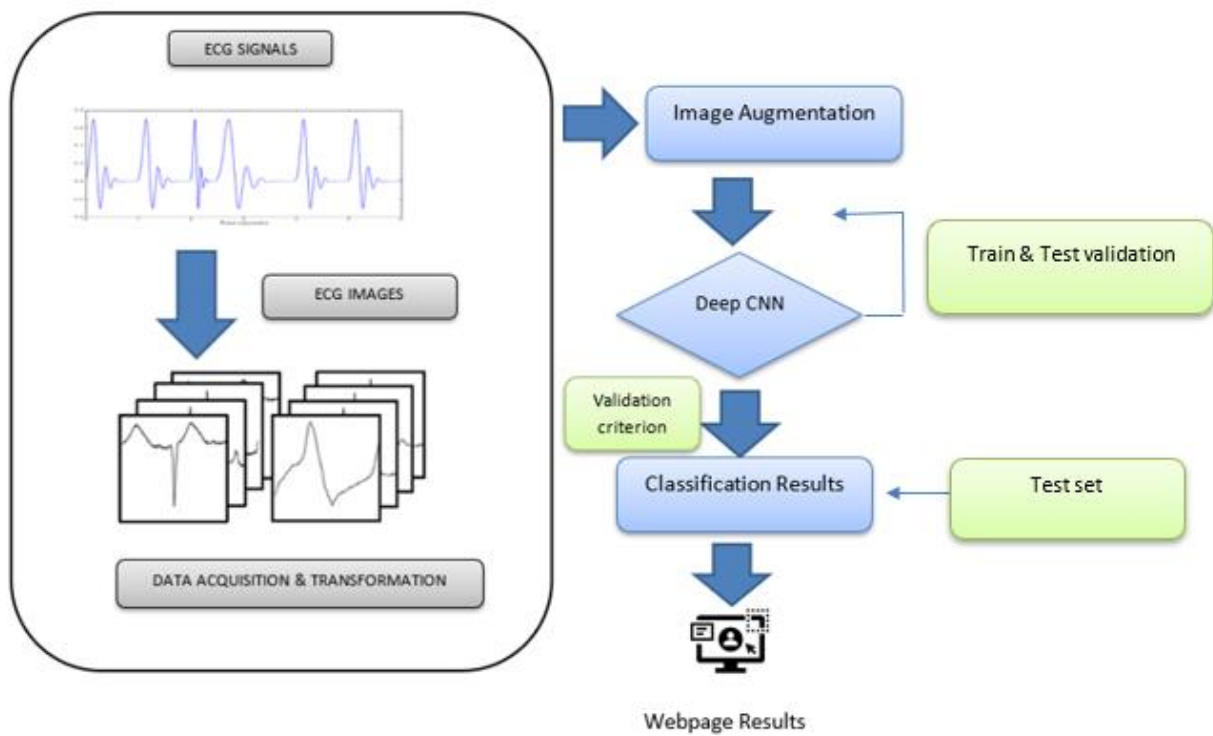 ECG SIGNALS
ECG IMAGES
DATA ACQUISITION & TRANSFORMATION
Image Augmentation
Train & Test validation
Deep CNN
Validation
criterion
Classification Results
Test set
Webpage Results